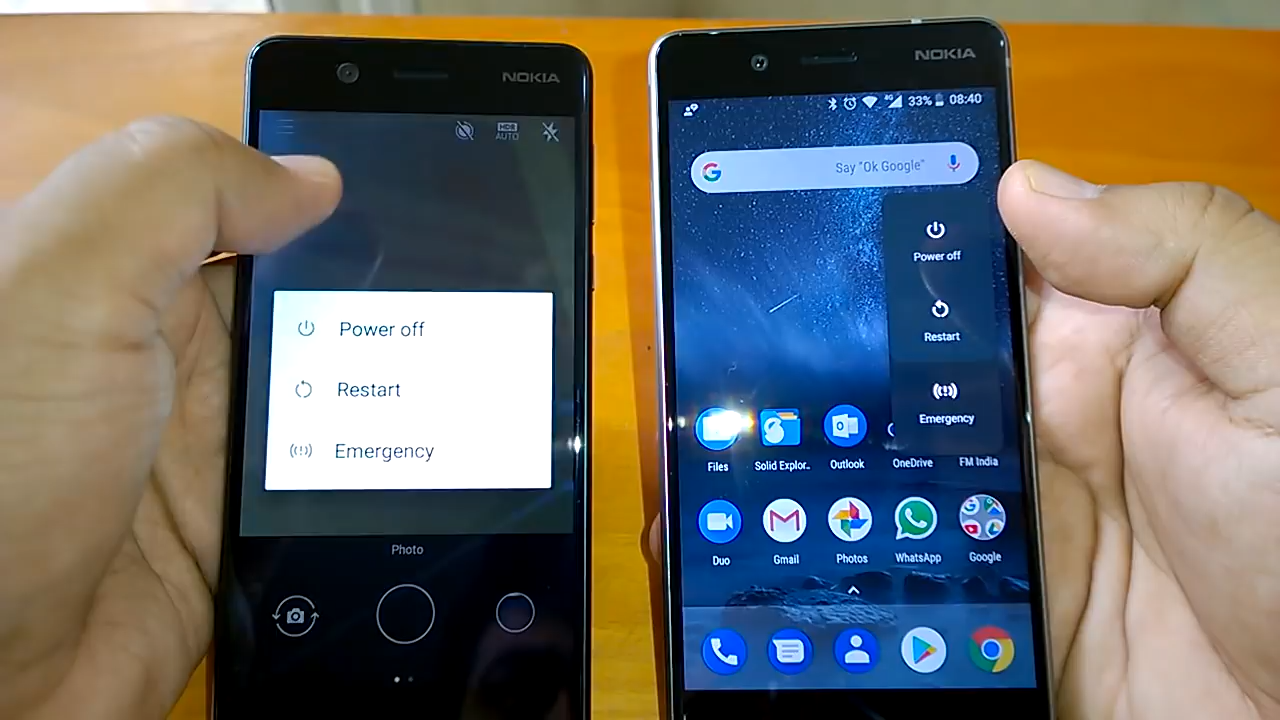 NOKIA
HDR
AUTO
Power off
Restart
Emergency
Photo
NOKIA
4G 33% 08:40
G Say "Ok Google"
Power off
Restart
Emergency
Files Solid Explor.. Outlook OneDrive FM India
Duo Gmail Photos WhatsApp Google